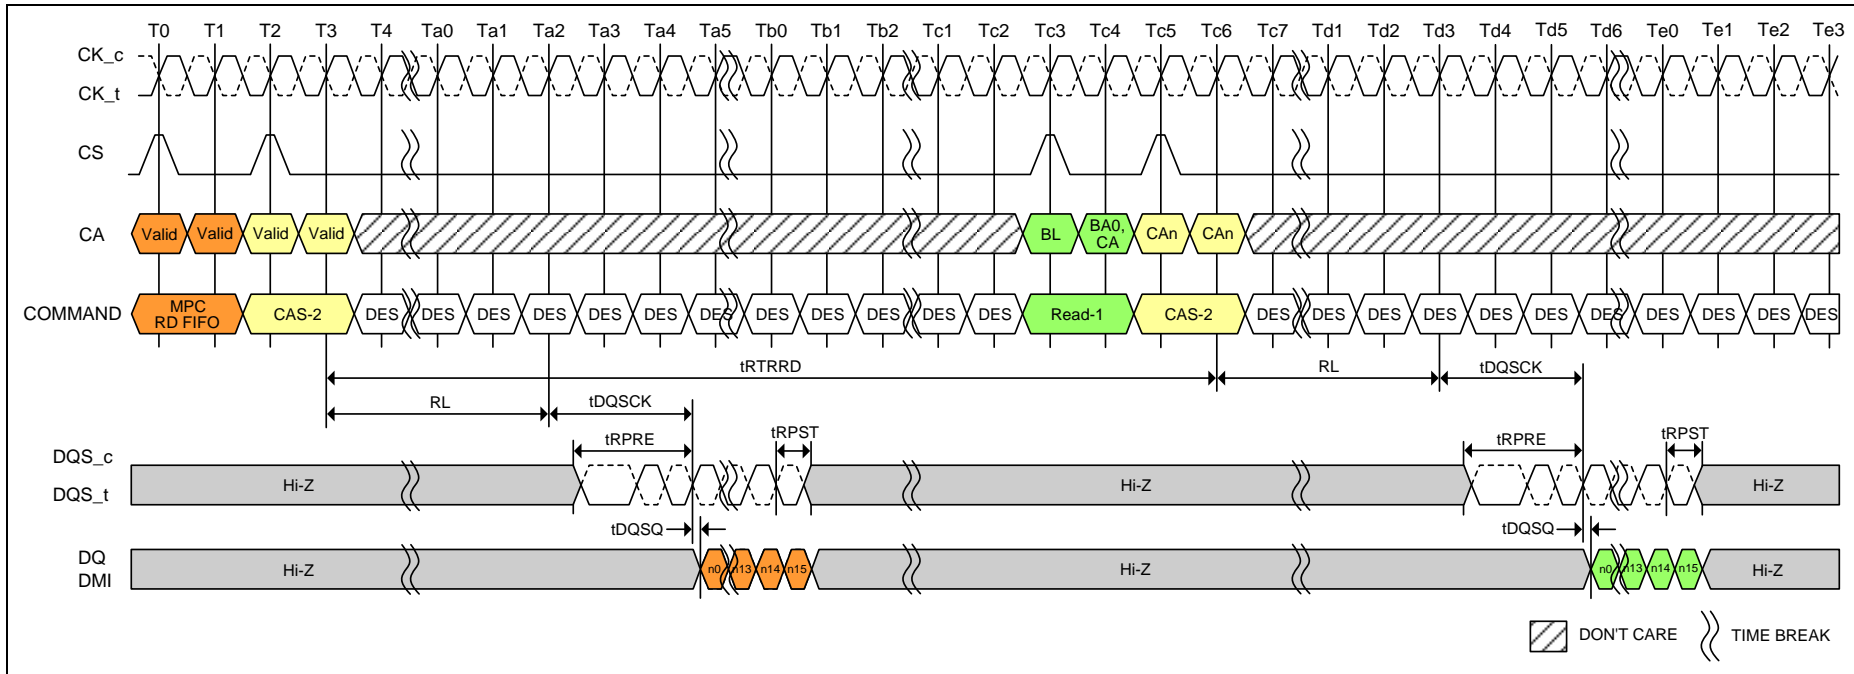 T0 T1 T2 T3 T4 Ta0 Ta1 Ta2 Ta3 Ta4 Ta5 Tb0 Tb1 Tb2 Tc1 Tc2 Tc3 Tc4 Tc5 Tc6 Tc7 Td1 Td2 Td3 Td4 Td5 Td6 Te0 Te1 Te2 Te3
CK_c
CK_t
CS
CA Valid Valid Valid Valid BL BA0, CAn CAn
CA
COMMAND MPC CAS-2 DES DES DES DES DES DES DES DES DES DES DES DES Read-1 CAS-2 DES DES DES DES DES DES DES DES DES DES DES
RD FIFO
tRTRRD RL tDQSCK
RL tDQSCK
tRPRE tRPST tRPRE tRPST
DQS_c
DQS_t Hi-Z Hi-Z Hi-Z
tDQSQ tDQSQ
DQ Hi-Z n0 n13 n14 n15 Hi-Z n0 n13 n14 n15 Hi-Z
DMI
DON'T CARE TIME BREAK